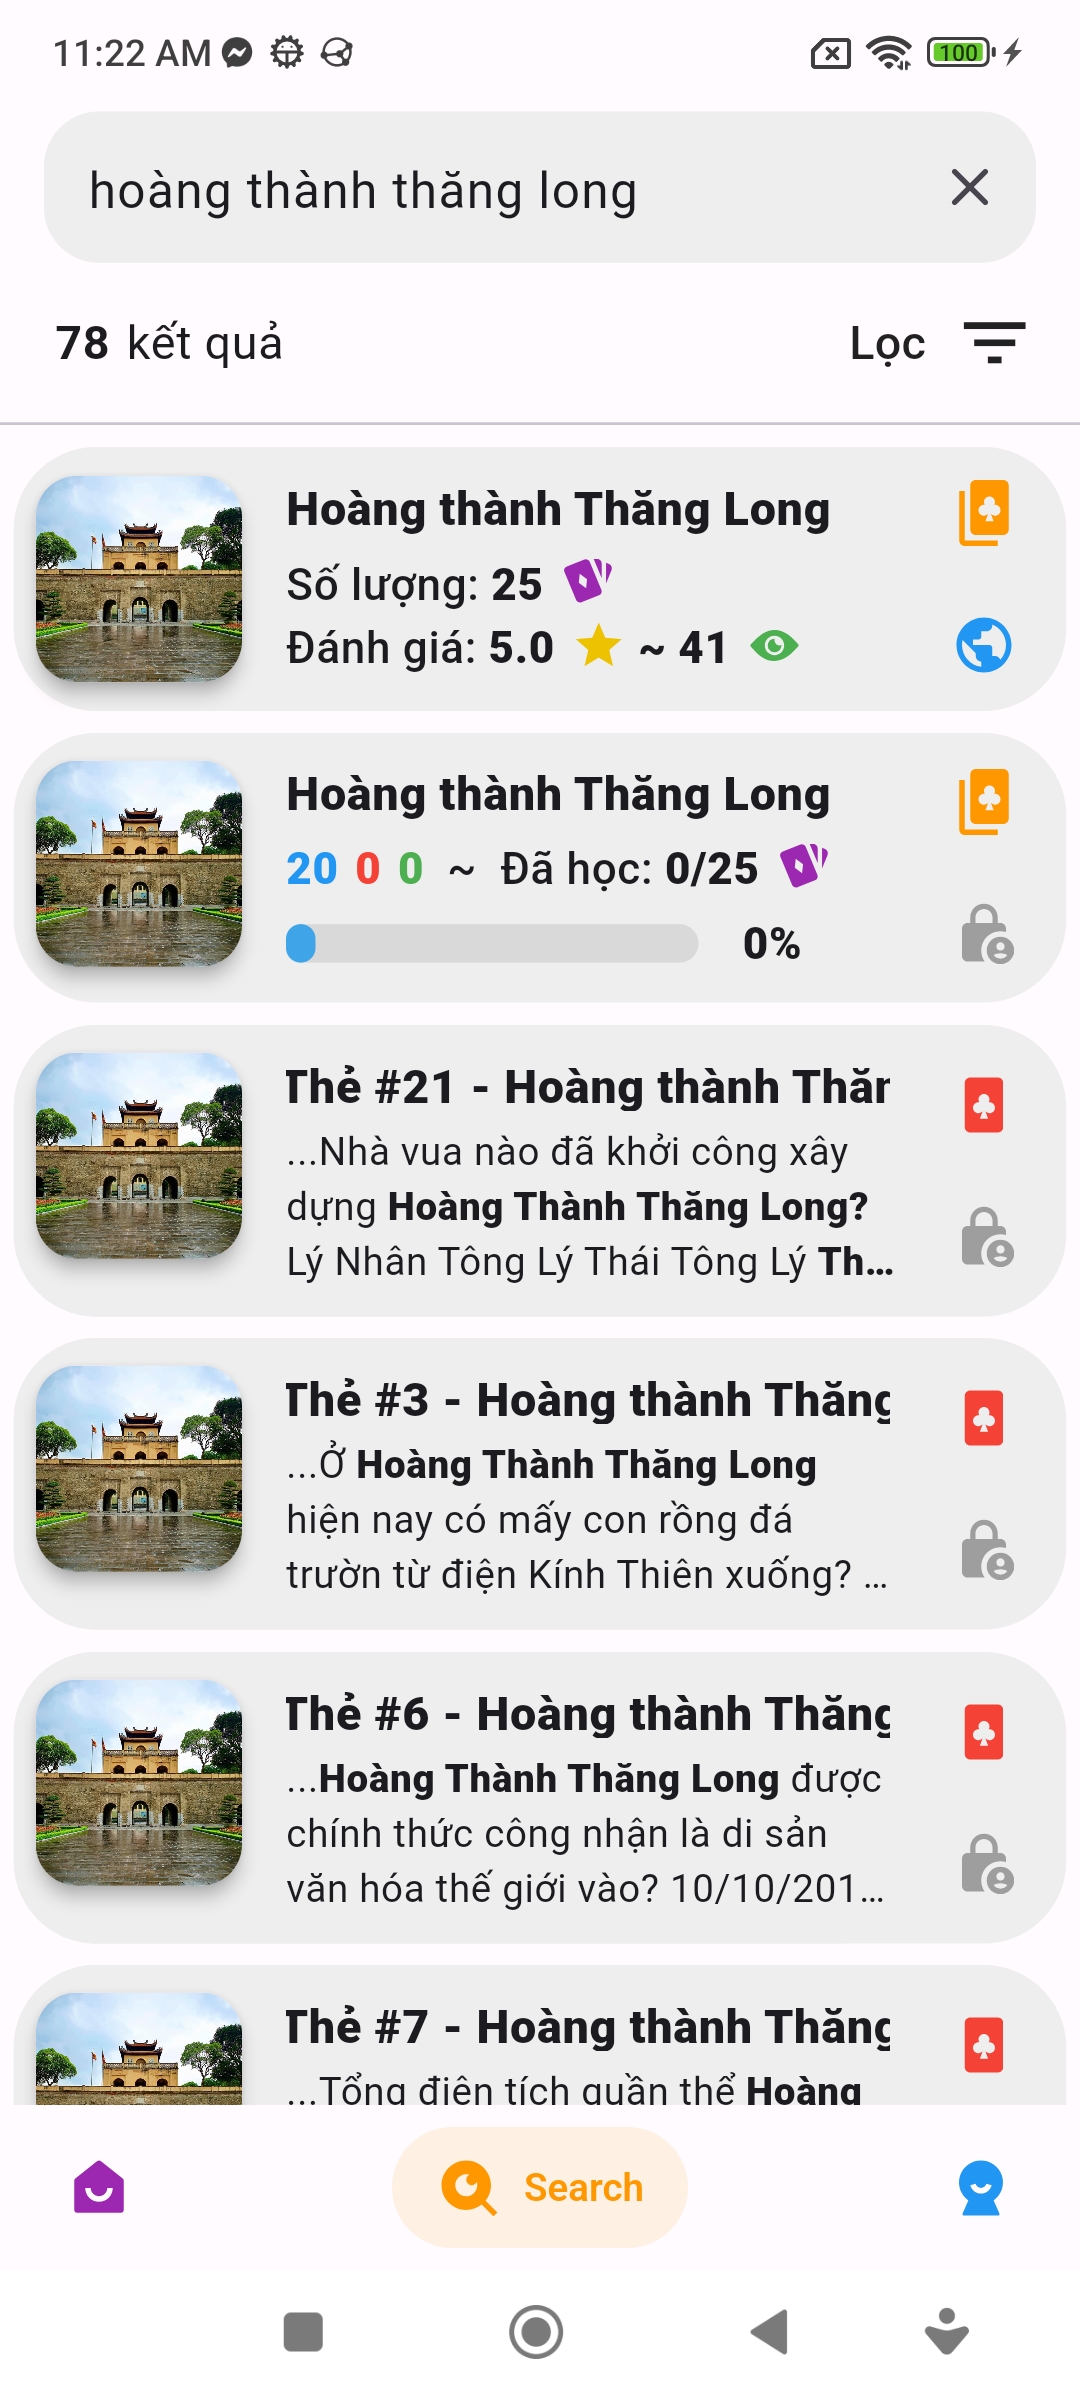 11:22 AM
100
hoàng thành thăng long
78 kết quả
Lọc
Hoàng thành Thăng Long
Số lượng: 25
Đánh giá: 5.0 ~ 41
Hoàng thành Thăng Long
20 0 0 ~ Đã học: 0/25
0%
Thẻ #21 - Hoàng thành Thăn
...Nhà vua nào đã khởi công xây
dựng Hoàng Thành Thăng Long?
Lý Nhân Tông Lý Thái Tông Lý Th...
Thẻ #3 - Hoàng thành Thăng
...Ở Hoàng Thành Thăng Long
hiện nay có mấy con rồng đá
trườn từ điện Kính Thiên xuống? ...
Thẻ #6 - Hoàng thành Thăng
...Hoàng Thành Thăng Long được
chính thức công nhận là di sản
văn hóa thế giới vào? 10/10/201...
Thẻ #7 - Hoàng thành Thăng
...Tổng diện tích quần thể Hoàng
Search